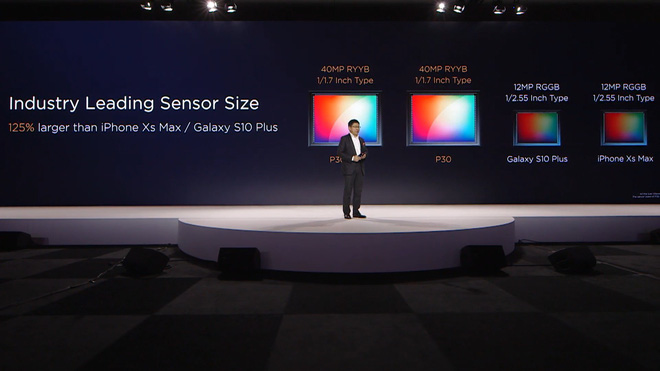 Industry Leading Sensor Size
125% larger than iPhone Xs Max / Galaxy S10 Plus
40MP RYYB
1/1.7 Inch Type
P30
40MP RYYB
1/1.7 Inch Type
P30
12MP RGGB
1/2.55 Inch Type
Galaxy S10 Plus
12MP RGGB
1/2.55 Inch Type
iPhone Xs Max